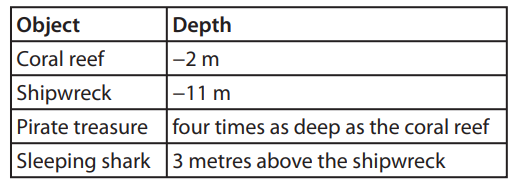 Object Depth
Coral reef −2 m
Shipwreck −11 m
Pirate treasure four times as deep as the coral reef
Sleeping shark 3 metres above the shipwreck